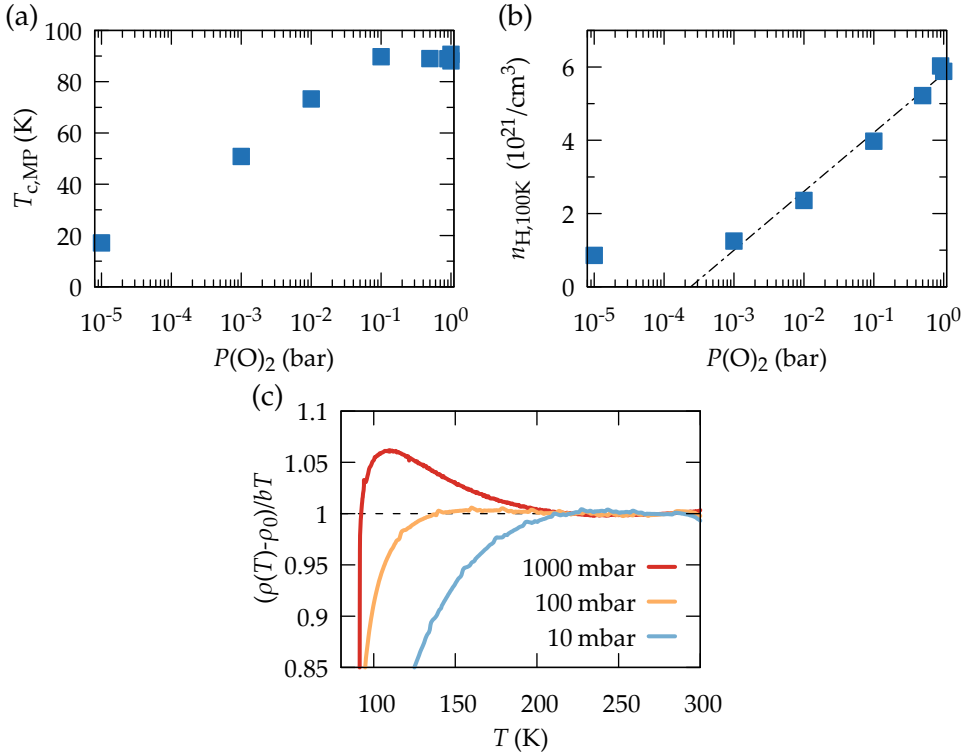 (a)
100
80
60
40
20
0
T_c,MP (K)
10^-5 10^-4 10^-3 10^-2 10^-1 10^0
P(O)_2 (bar)
(b)
6
4
2
0
n_H,100K (10^21/cm^3)
10^-5 10^-4 10^-3 10^-2 10^-1 10^0
P(O)_2 (bar)
(c)
1.1
1.05
1
0.95
0.9
0.85
(ρ(T)-ρ_0)/bT
1000 mbar
100 mbar
10 mbar
100 150 200 250 300
T (K)